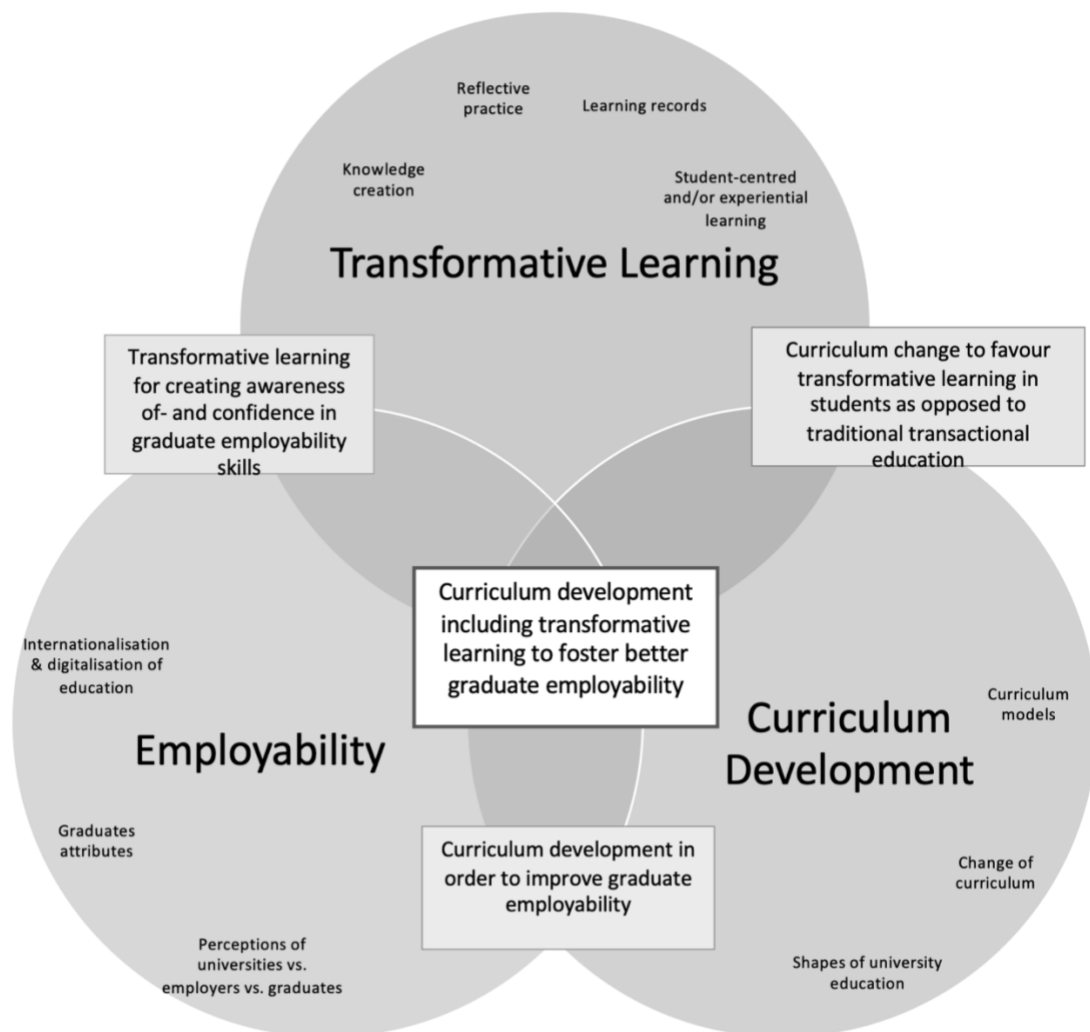 Reflective
practice
Learning records
Knowledge
creation
Student-centred
and/or experiential
learning
Transformative Learning
Transformative learning
for creating awareness
of- and confidence in
graduate employability
skills
Curriculum change to favour
transformative learning in
students as opposed to
traditional transactional
education
Curriculum development
including transformative
learning to foster better
graduate employability
Internationalisation
& digitalisation of
education
Employability
Graduates
attributes
Perceptions of
universities vs.
employers vs. graduates
Curriculum
Development
Curriculum
models
Change of
curriculum
Shapes of university
education
Curriculum development in
order to improve graduate
employability